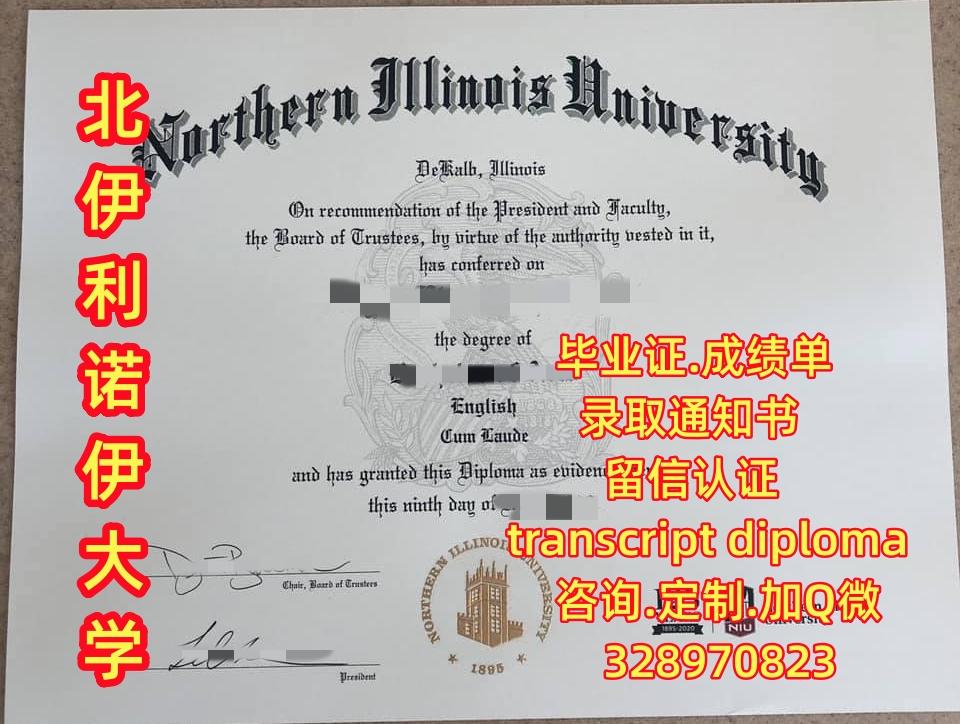 北伊利诺伊大学
Northern Illinois University
DeKalb, Illinois
On recommendation of the President and Faculty,
the Board of Trustees, by virtue of the authority vested in it,
has conferred on
the degree of
毕业证.成绩单
English
录取通知书
Cum Laude
and has granted this Diploma as
留信认证
this ninth day of
transcript diploma
Chair, Board of Trustees
咨询.定制.加Q微
328970823
President
NORTHERN ILLINOIS UNIVERSITY
1895
1895-2020
NIU